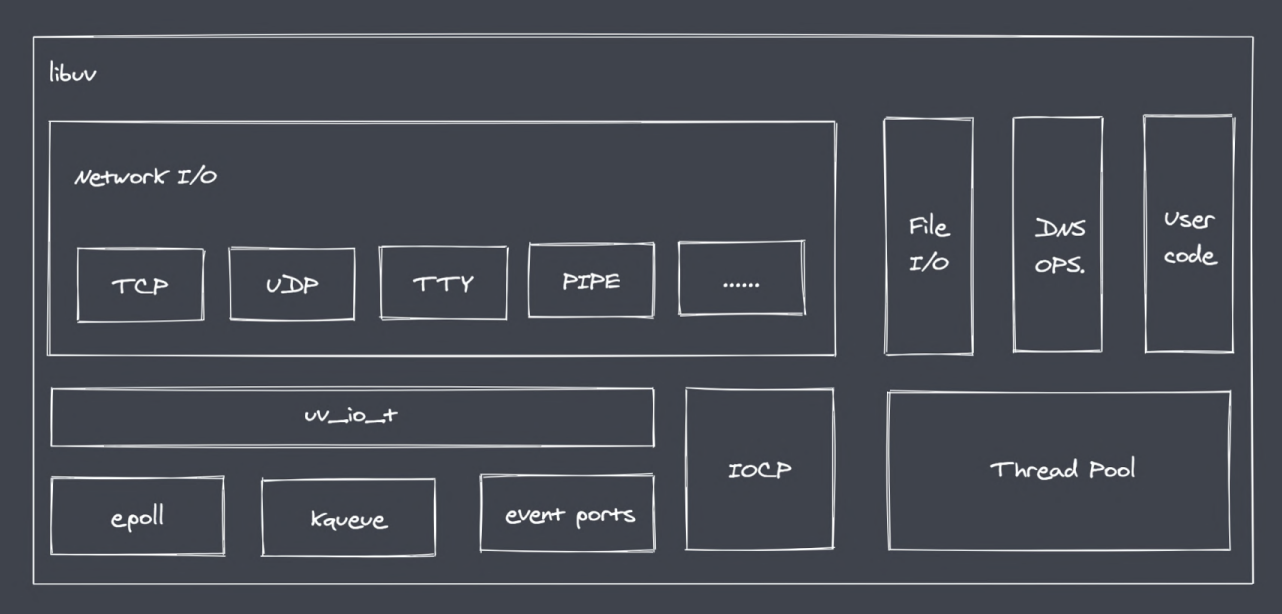 libuv
Network I/O
TCP
UDP
TTY
PIPE
......
File
I/O
DNS
OPS.
User
code
uv_io_t
epoll
kqueue
event ports
IOCP
Thread Pool